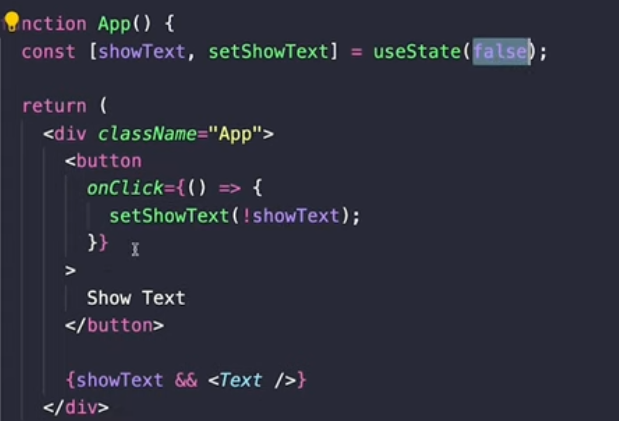 nction App() {
const [showText, setShowText] = useState(false);
return (
<div className="App">
<button
onClick={() => {
setShowText(!showText);
}}
>
Show Text
</button>
{showText && <Text />}
</div>